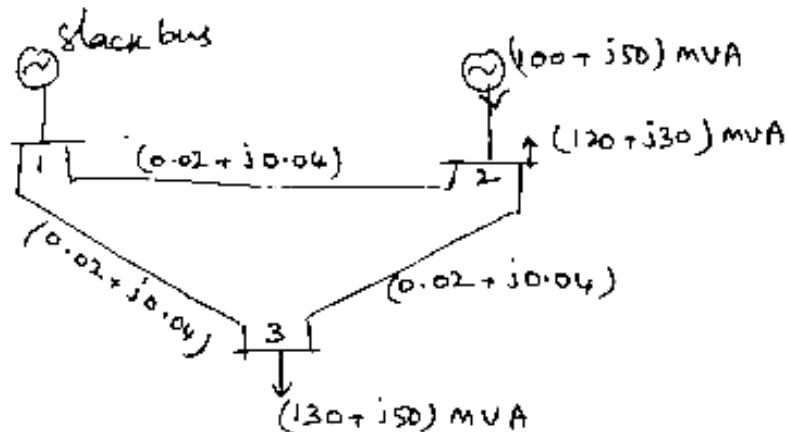 slack bus
(100 + j50) MVA
(120 + j30) MVA
1
(0.02 + j0.04)
2
(0.02 + j0.04)
(0.02 + j0.04)
3
(130 + j50) MVA